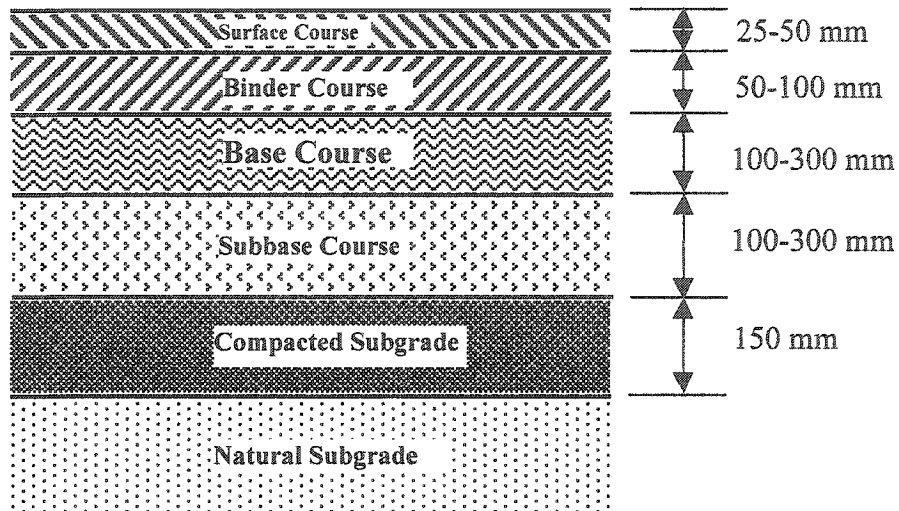 Surface Course
25-50 mm
Binder Course
50-100 mm
Base Course
100-300 mm
Subbase Course
100-300 mm
Compacted Subgrade
150 mm
Natural Subgrade